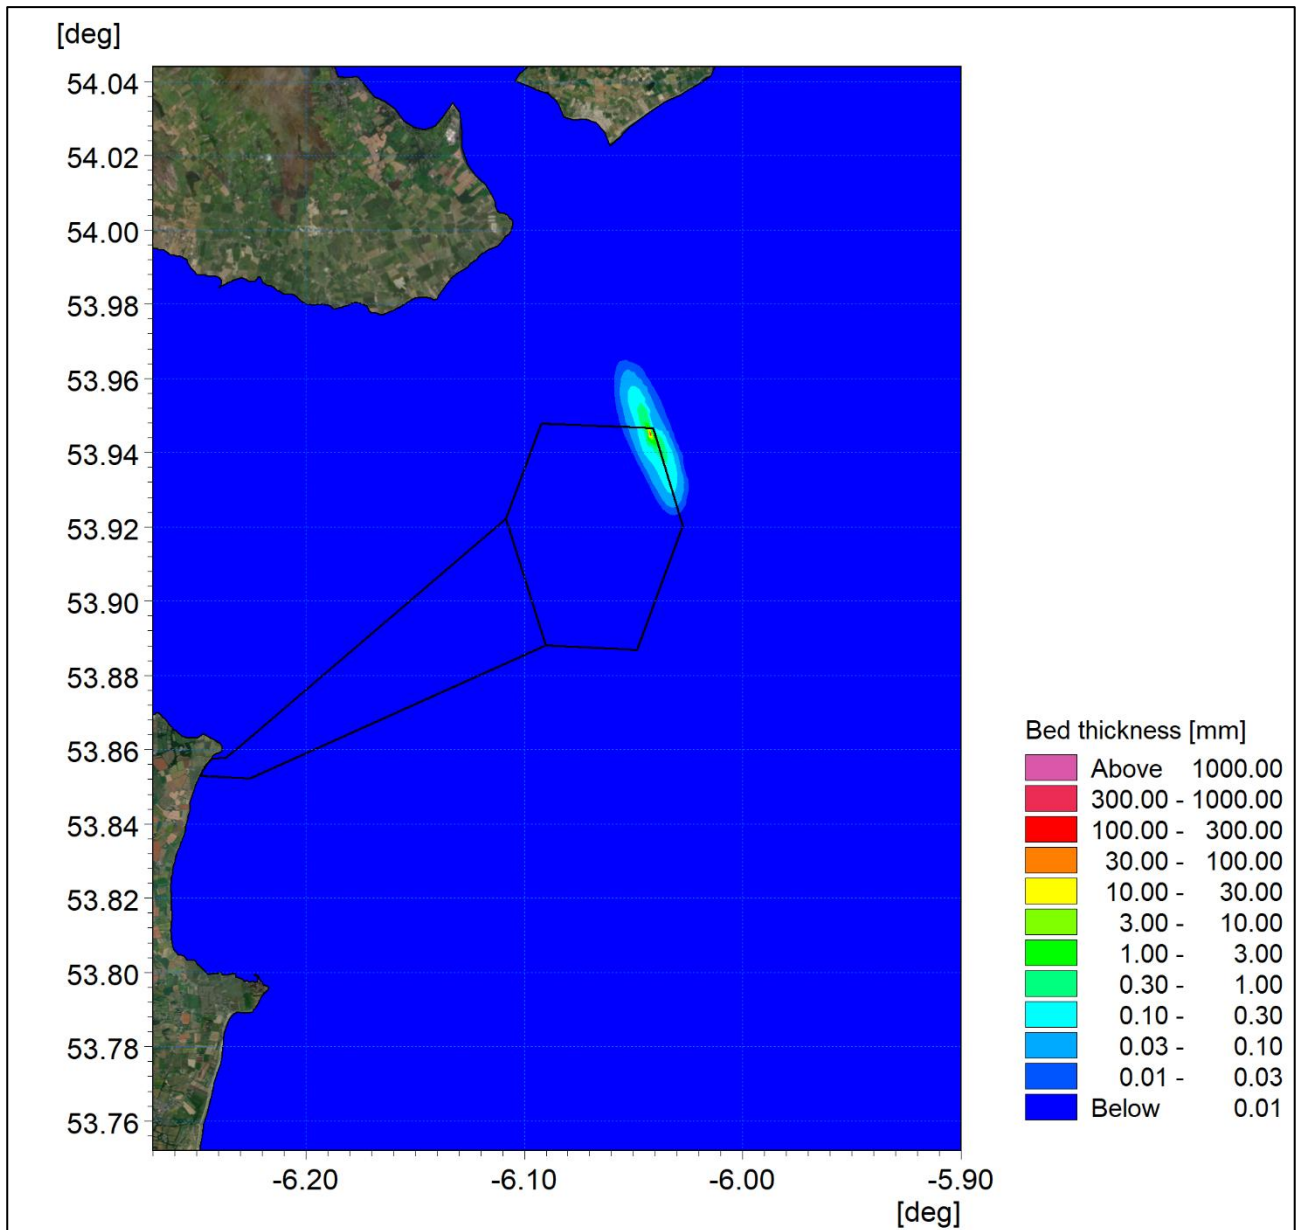 [deg]
54.04
54.02
54.00
53.98
53.96
53.94
53.92
53.90
53.88
53.86
53.84
53.82
53.80
53.78
53.76
-6.20 -6.10 -6.00 -5.90
[deg]
Bed thickness [mm]
Above 1000.00
300.00 - 1000.00
100.00 - 300.00
30.00 - 100.00
10.00 - 30.00
3.00 - 10.00
1.00 - 3.00
0.30 - 1.00
0.10 - 0.30
0.03 - 0.10
0.01 - 0.03
Below 0.01